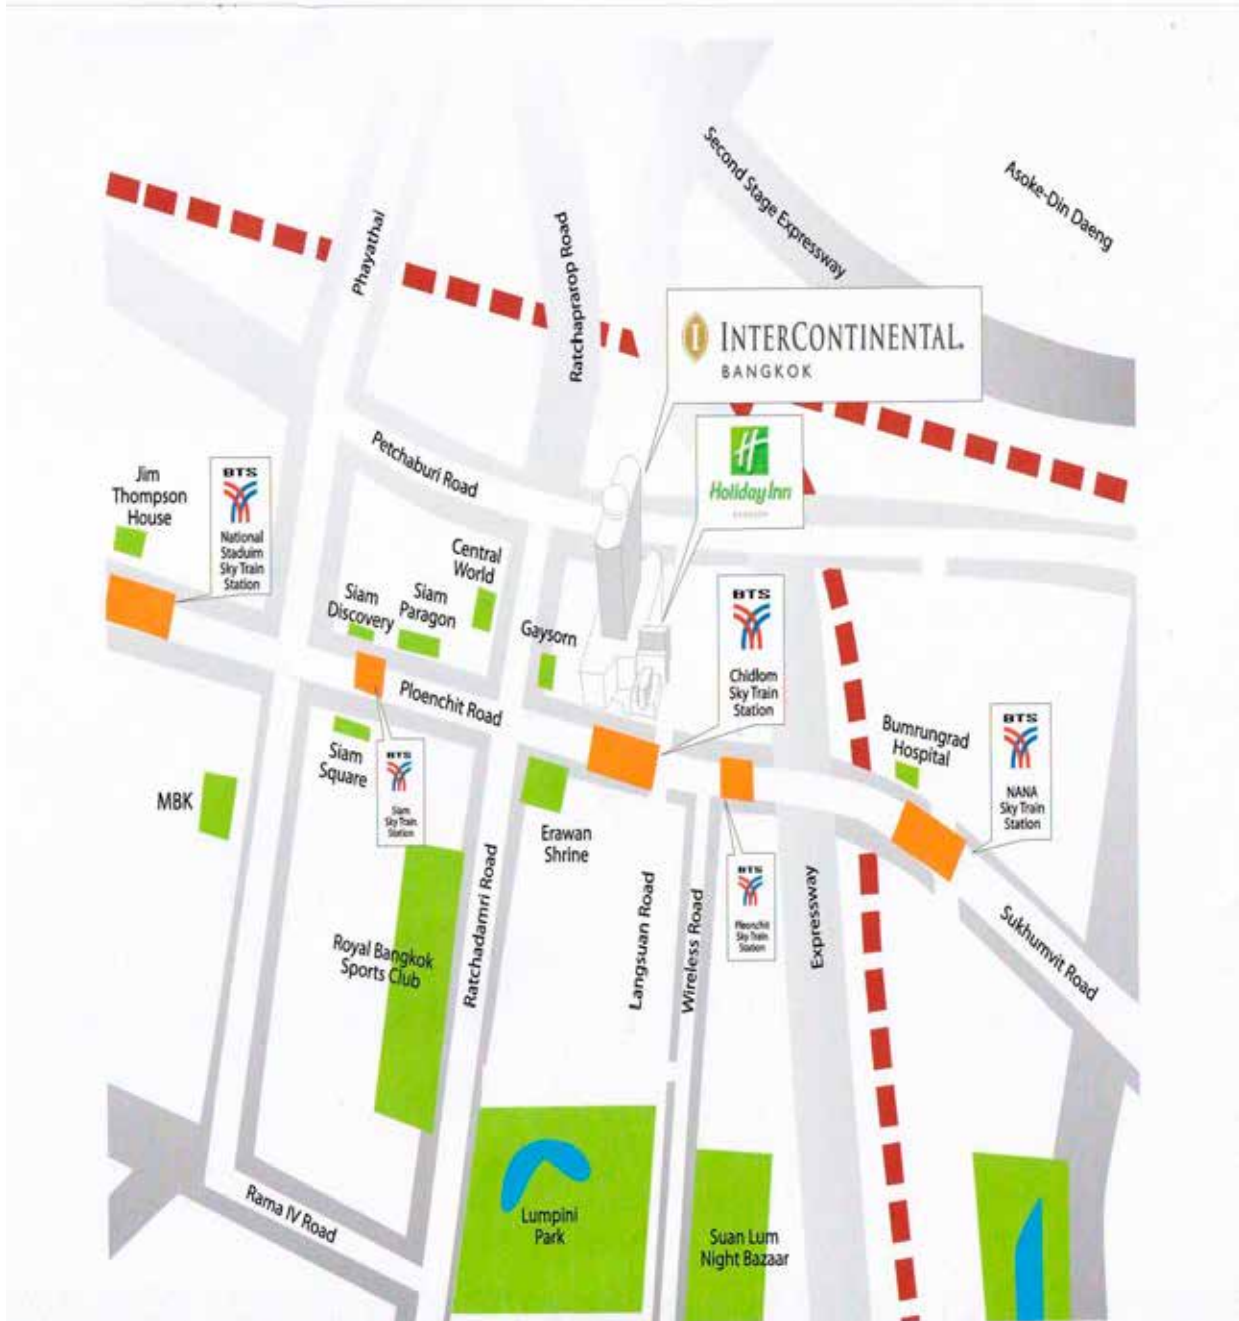 Second Stage Expressway
Asoke-Din Daeng
Phayathai
Ratchaprarop Road
I
INTERCONTINENTAL.
BANGKOK
H
Holiday Inn
Petchaburi Road
Jim
Thompson
House
BTS
National
Staduim
Sky Train
Station
Central
World
Siam
Discovery
Siam
Paragon
Gaysorn
BTS
Chidlom
Sky Train
Station
Ploenchit Road
Bumrungrad
Hospital
BTS
NANA
Sky Train
Station
Siam
Square
BTS
Siam
Sky Train
Station
MBK
Erawan
Shrine
BTS
Pleonchit
Sky Train
Station
Royal Bangkok
Sports Club
Ratchadamri Road
Langsuan Road
Wireless Road
Expressway
Sukhumvit Road
Rama IV Road
Lumpini
Park
Suan Lum
Night Bazaar